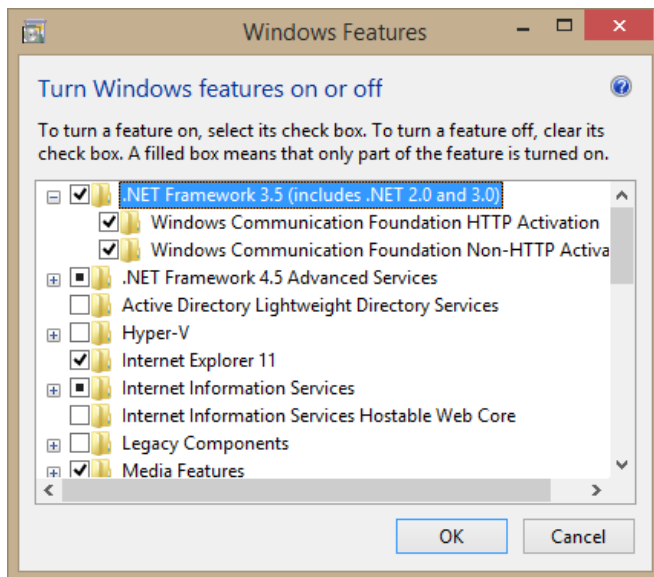 Windows Features
Turn Windows features on or off
To turn a feature on, select its check box. To turn a feature off, clear its
check box. A filled box means that only part of the feature is turned on.
.NET Framework 3.5 (includes .NET 2.0 and 3.0)
Windows Communication Foundation HTTP Activation
Windows Communication Foundation Non-HTTP Activa
.NET Framework 4.5 Advanced Services
Active Directory Lightweight Directory Services
Hyper-V
Internet Explorer 11
Internet Information Services
Internet Information Services Hostable Web Core
Legacy Components
Media Features
OK
Cancel